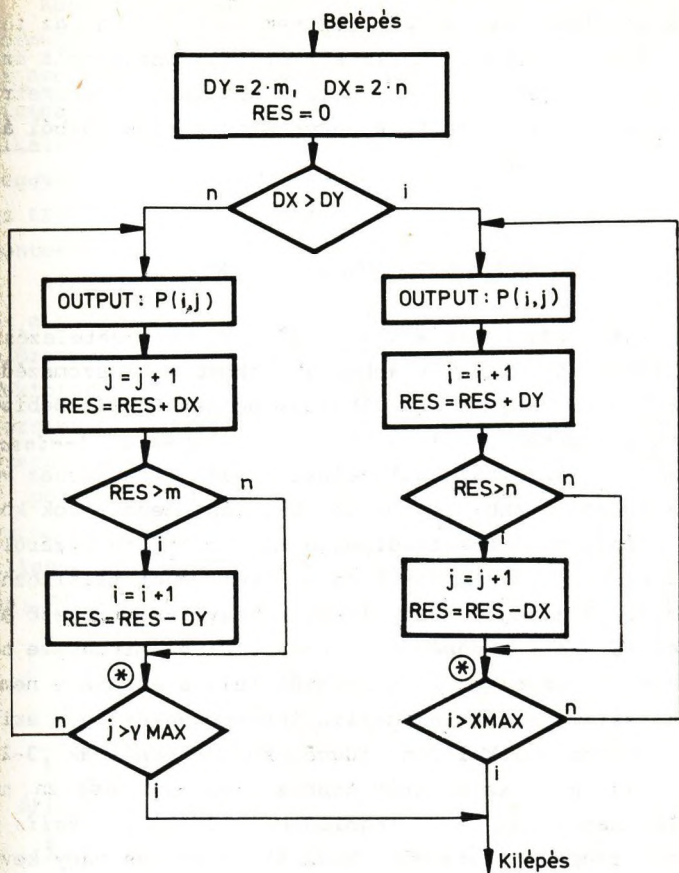 Belépés
DY = 2·m, DX = 2·n
RES = 0
n
DX > DY
i
OUTPUT: P(i,j)
j = j + 1
RES = RES + DX
RES > m
n
i
i = i + 1
RES = RES - DY
*
n
j > YMAX
i
OUTPUT: P(i,j)
i = i + 1
RES = RES + DY
RES > n
n
i
j = j + 1
RES = RES - DX
*
i > XMAX
n
i
Kilépés